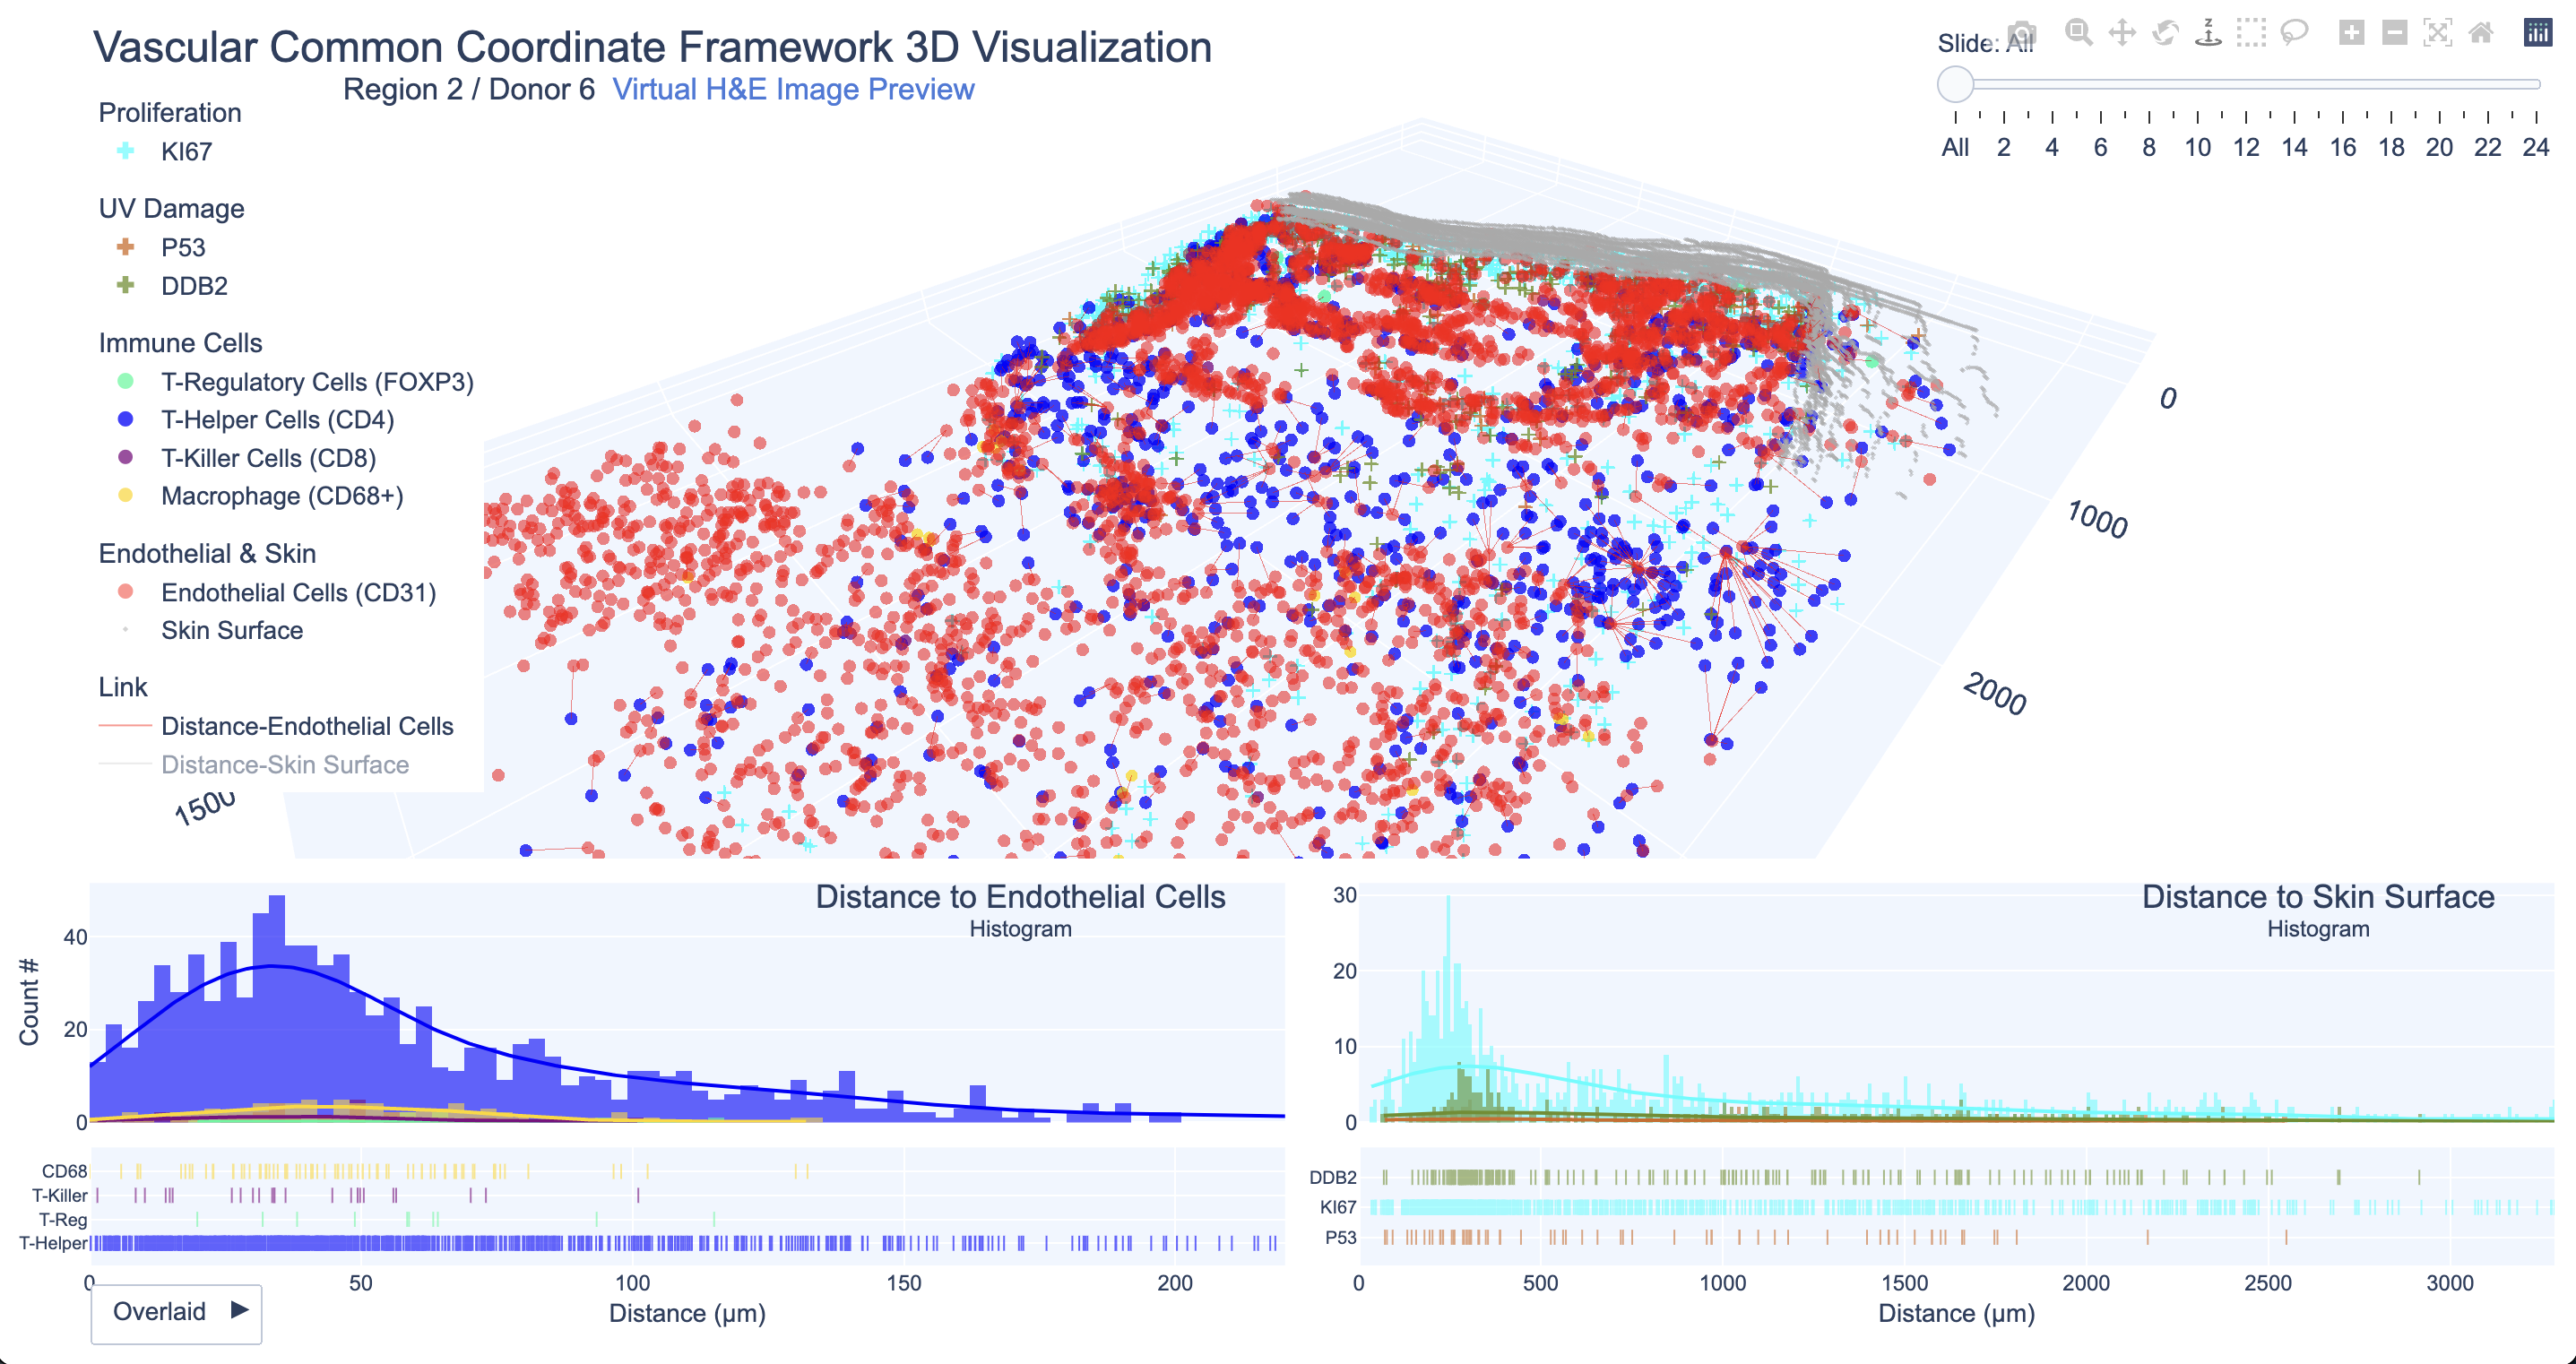 Vascular Common Coordinate Framework 3D Visualization
Region 2 / Donor 6 Virtual H&E Image Preview
Slide: All
All 2 4 6 8 10 12 14 16 18 20 22 24
Proliferation
KI67
UV Damage
P53
DDB2
Immune Cells
T-Regulatory Cells (FOXP3)
T-Helper Cells (CD4)
T-Killer Cells (CD8)
Macrophage (CD68+)
Endothelial & Skin
Endothelial Cells (CD31)
Skin Surface
Link
Distance-Endothelial Cells
Distance-Skin Surface
1500
0
1000
2000
z
Distance to Endothelial Cells
Histogram
Count #
40
20
0
CD68
T-Killer
T-Reg
T-Helper
0 50 100 150 200
Distance (μm)
Overlaid
Distance to Skin Surface
Histogram
30
20
10
0
DDB2
KI67
P53
0 500 1000 1500 2000 2500 3000
Distance (μm)